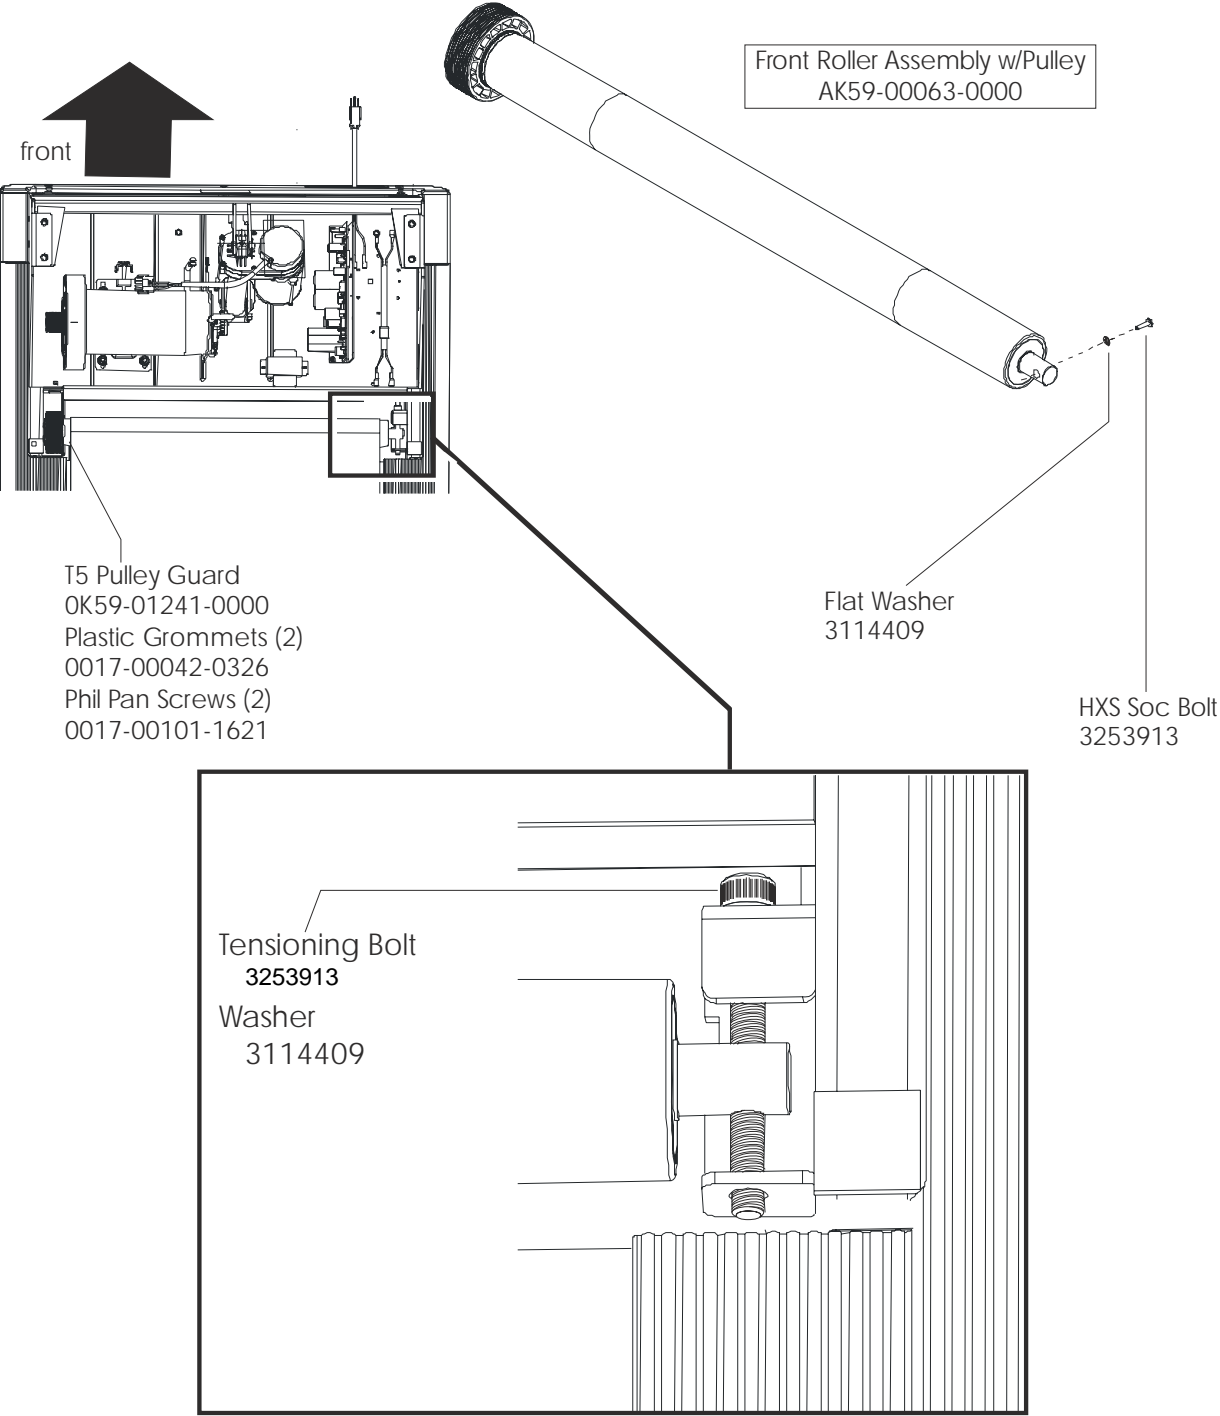 Front Roller Assembly w/Pulley
AK59-00063-0000
front
T5 Pulley Guard
0K59-01241-0000
Plastic Grommets (2)
0017-00042-0326
Phil Pan Screws (2)
0017-00101-1621
Flat Washer
3114409
HXS Soc Bolt
3253913
Tensioning Bolt
3253913
Washer
3114409